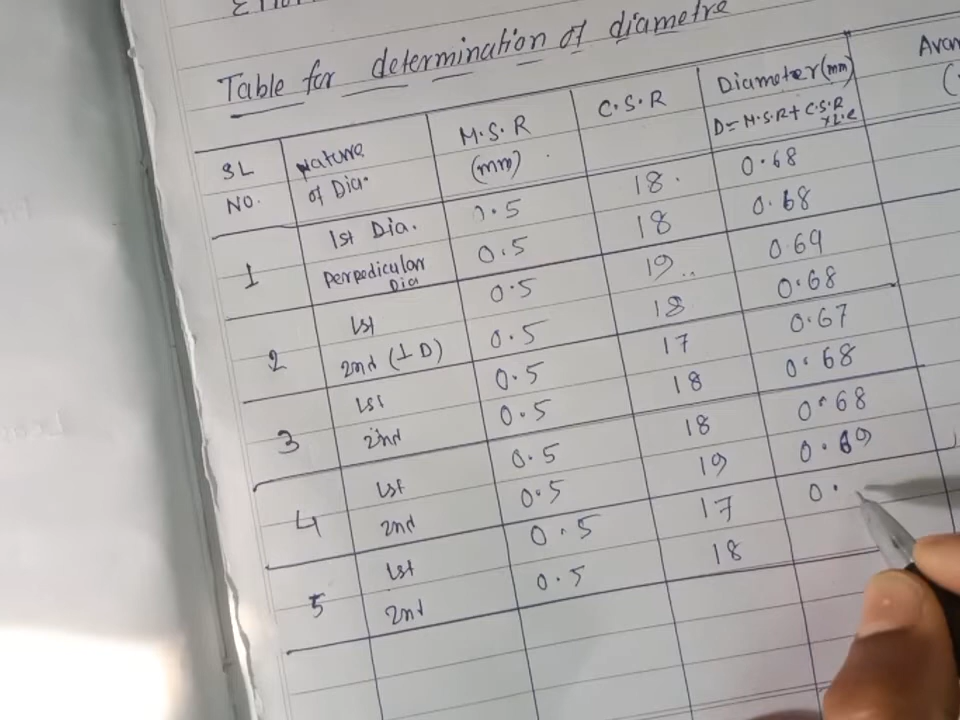 Table for determination of diametre
SL NO. Nature of Dia. M.S.R (mm) C.S.R Diameter (mm) D= M.S.R + C.S.R × L.C
1 1st Dia. 0.5 18. 0.68
Perpedicular Dia 0.5 18 0.68
2 1st 0.5 19.. 0.69
2nd (⊥D) 0.5 18 0.68
3 1st 0.5 17 0.67
2nd 0.5 18 0.68
4 1st 0.5 18 0.68
2nd 0.5 19 0.69
5 1st 0.5 17 0.
2nd 0.5 18